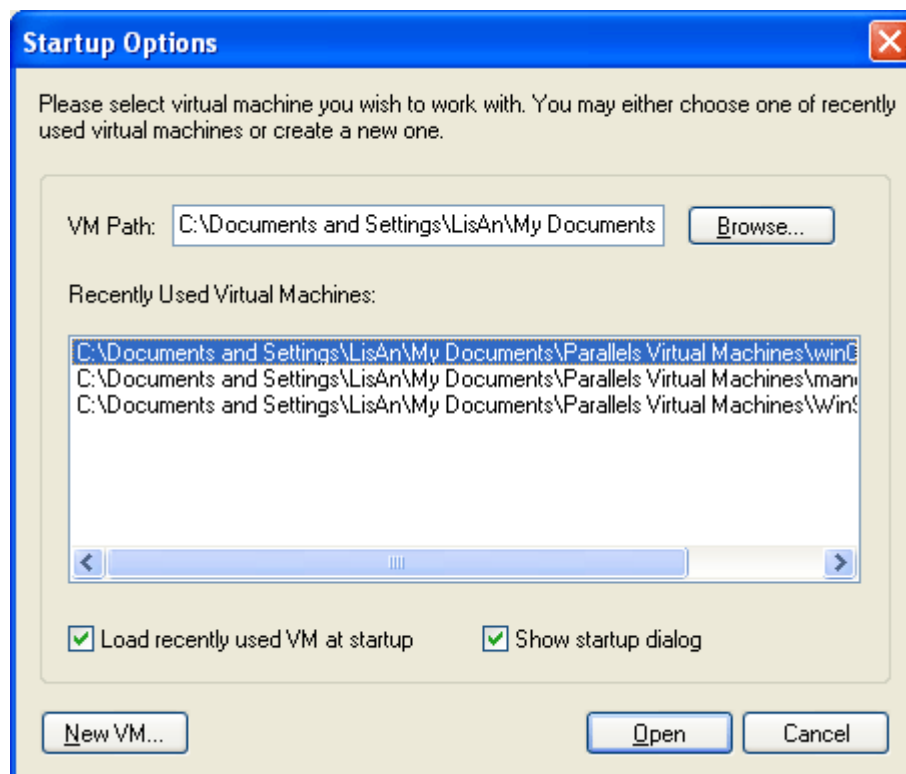 Startup Options
Please select virtual machine you wish to work with. You may either choose one of recently
used virtual machines or create a new one.
VM Path: C:\Documents and Settings\LisAn\My Documents Browse...
Recently Used Virtual Machines:
C:\Documents and Settings\LisAn\My Documents\Parallels Virtual Machines\win
C:\Documents and Settings\LisAn\My Documents\Parallels Virtual Machines\man
C:\Documents and Settings\LisAn\My Documents\Parallels Virtual Machines\Win
Load recently used VM at startup Show startup dialog
New VM... Open Cancel